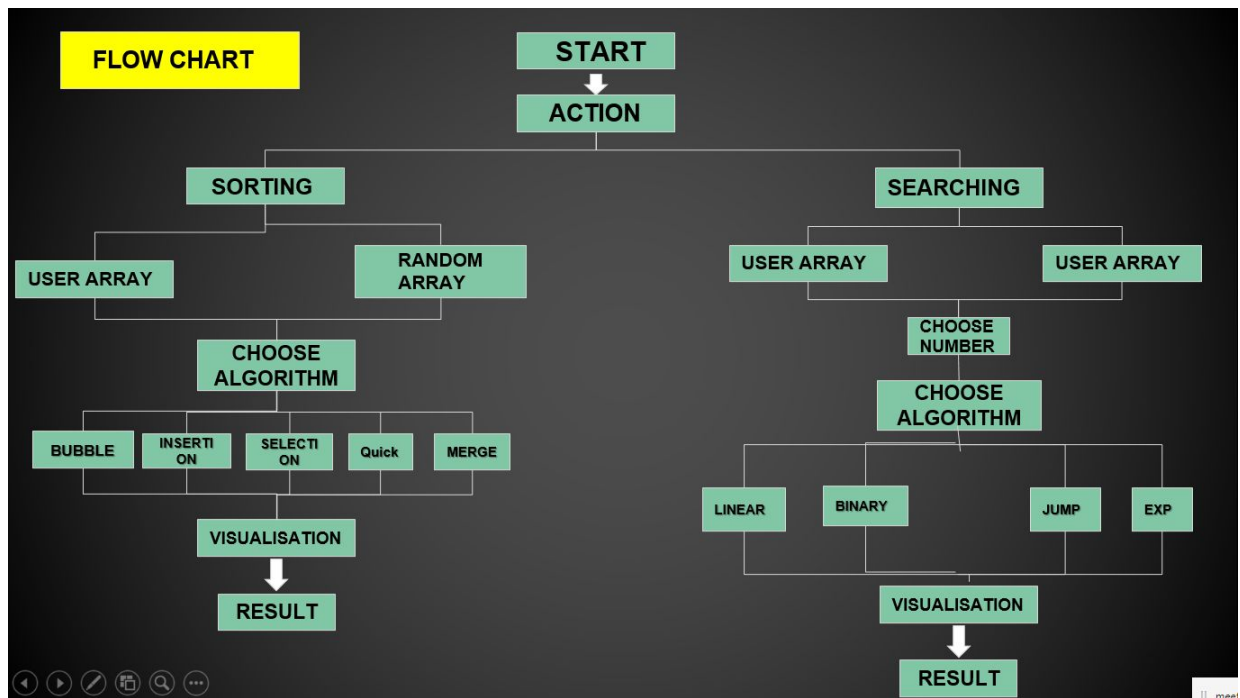 FLOW CHART
START
ACTION
SORTING
SEARCHING
USER ARRAY
RANDOM
ARRAY
USER ARRAY
USER ARRAY
CHOOSE
ALGORITHM
CHOOSE
NUMBER
CHOOSE
ALGORITHM
BUBBLE
INSERTI
ON
SELECTI
ON
Quick
MERGE
LINEAR
BINARY
JUMP
EXP
VISUALISATION
RESULT
VISUALISATION
RESULT